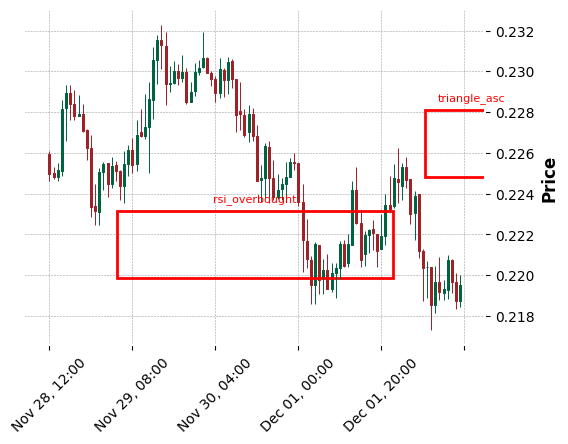 0.232
0.230
triangle_asc
0.228
0.226
Price
0.224
rsi_overbought
0.222
0.220
0.218
Nov 28, 12:00
Nov 29, 08:00
Nov 30, 04:00
Dec 01, 00:00
Dec 01, 20:00